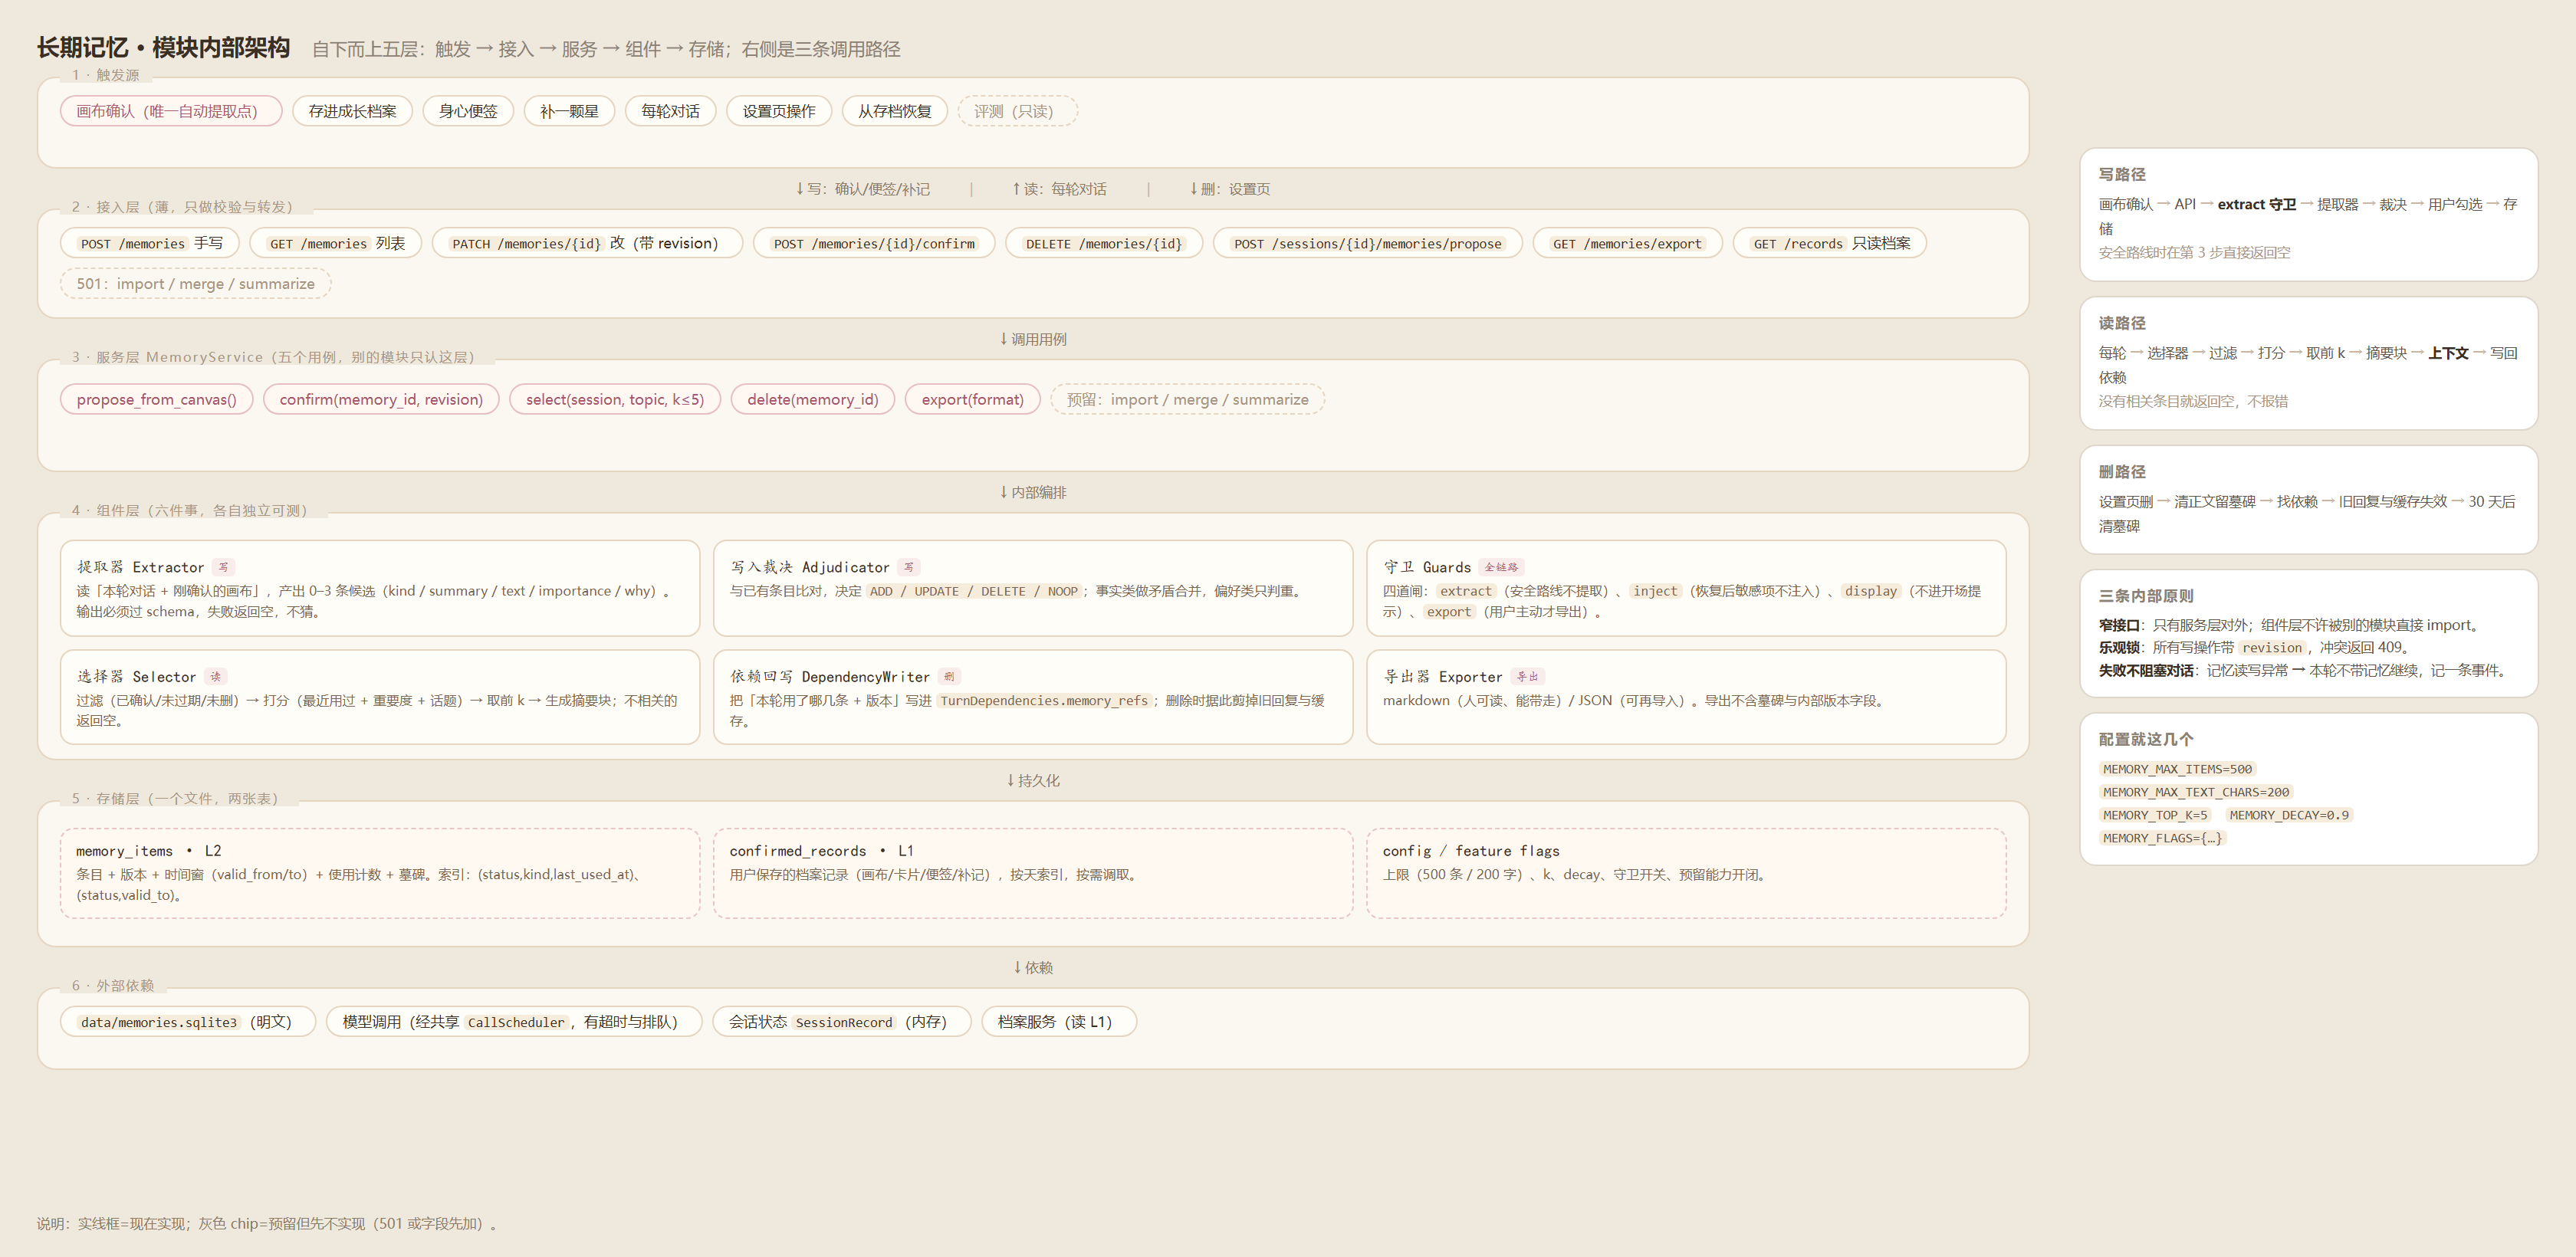 长期记忆 · 模块内部架构 自下而上五层：触发 → 接入 → 服务 → 组件 → 存储；右侧是三条调用路径
1 · 触发源
画布确认（唯一自动提取点） 存进成长档案 身心便签 补一颗星 每轮对话 设置页操作 从存档恢复 评测（只读）
↓ 写：确认/便签/补记 | ↑ 读：每轮对话 | ↓ 删：设置页
2 · 接入层（薄，只做校验与转发）
POST /memories 手写 GET /memories 列表 PATCH /memories/{id} 改（带 revision） POST /memories/{id}/confirm DELETE /memories/{id} POST /sessions/{id}/memories/propose GET /memories/export GET /records 只读档案
501：import / merge / summarize
↓ 调用用例
3 · 服务层 MemoryService（五个用例，别的模块只认这层）
propose_from_canvas() confirm(memory_id, revision) select(session, topic, k≤5) delete(memory_id) export(format) 预留：import / merge / summarize
↓ 内部编排
4 · 组件层（六件事，各自独立可测）
提取器 Extractor 写
读「本轮对话 + 刚确认的画布」，产出 0–3 条候选（kind / summary / text / importance / why）。
输出必须过 schema，失败返回空，不猜。
写入裁决 Adjudicator 写
与已有条目比对，决定 ADD / UPDATE / DELETE / NOOP；事实类做矛盾合并，偏好类只判重。
守卫 Guards 全链路
四道闸：extract（安全路线不提取）、inject（恢复后敏感项不注入）、display（不进开场提
示）、export（用户主动才导出）。
选择器 Selector 读
过滤（已确认/未过期/未删）→ 打分（最近用过 + 重要度 + 话题）→ 取前 k → 生成摘要块；不相关的
返回空。
依赖回写 DependencyWriter 删
把「本轮用了哪几条 + 版本」写进 TurnDependencies.memory_refs；删除时据此剪掉旧回复与缓
存。
导出器 Exporter 导出
markdown（人可读、能带走）/ JSON（可再导入）。导出不含墓碑与内部版本字段。
↓ 持久化
5 · 存储层（一个文件，两张表）
memory_items · L2
条目 + 版本 + 时间窗（valid_from/to）+ 使用计数 + 墓碑。索引：(status,kind,last_used_at)、
(status,valid_to)。
confirmed_records · L1
用户保存的档案记录（画布/卡片/便签/补记），按天索引，按需调取。
config / feature flags
上限（500 条 / 200 字）、k、decay、守卫开关、预留能力开闭。
↓ 依赖
6 · 外部依赖
data/memories.sqlite3（明文） 模型调用（经共享 CallScheduler，有超时与排队） 会话状态 SessionRecord（内存） 档案服务（读 L1）
说明：实线框=现在实现；灰色 chip=预留但先不实现（501 或字段先加）。
写路径
画布确认 → API → extract 守卫 → 提取器 → 裁决 → 用户勾选 → 存
储
安全路线时在第 3 步直接返回空
读路径
每轮 → 选择器 → 过滤 → 打分 → 取前 k → 摘要块 → 上下文 → 写回
依赖
没有相关条目就返回空，不报错
删路径
设置页删 → 清正文留墓碑 → 找依赖 → 旧回复与缓存失效 → 30 天后
清墓碑
三条内部原则
窄接口：只有服务层对外；组件层不许被别的模块直接 import。
乐观锁：所有写操作带 revision，冲突返回 409。
失败不阻塞对话：记忆读写异常 → 本轮不带记忆继续，记一条事件。
配置就这几个
MEMORY_MAX_ITEMS=500
MEMORY_MAX_TEXT_CHARS=200
MEMORY_TOP_K=5 MEMORY_DECAY=0.9
MEMORY_FLAGS={…}